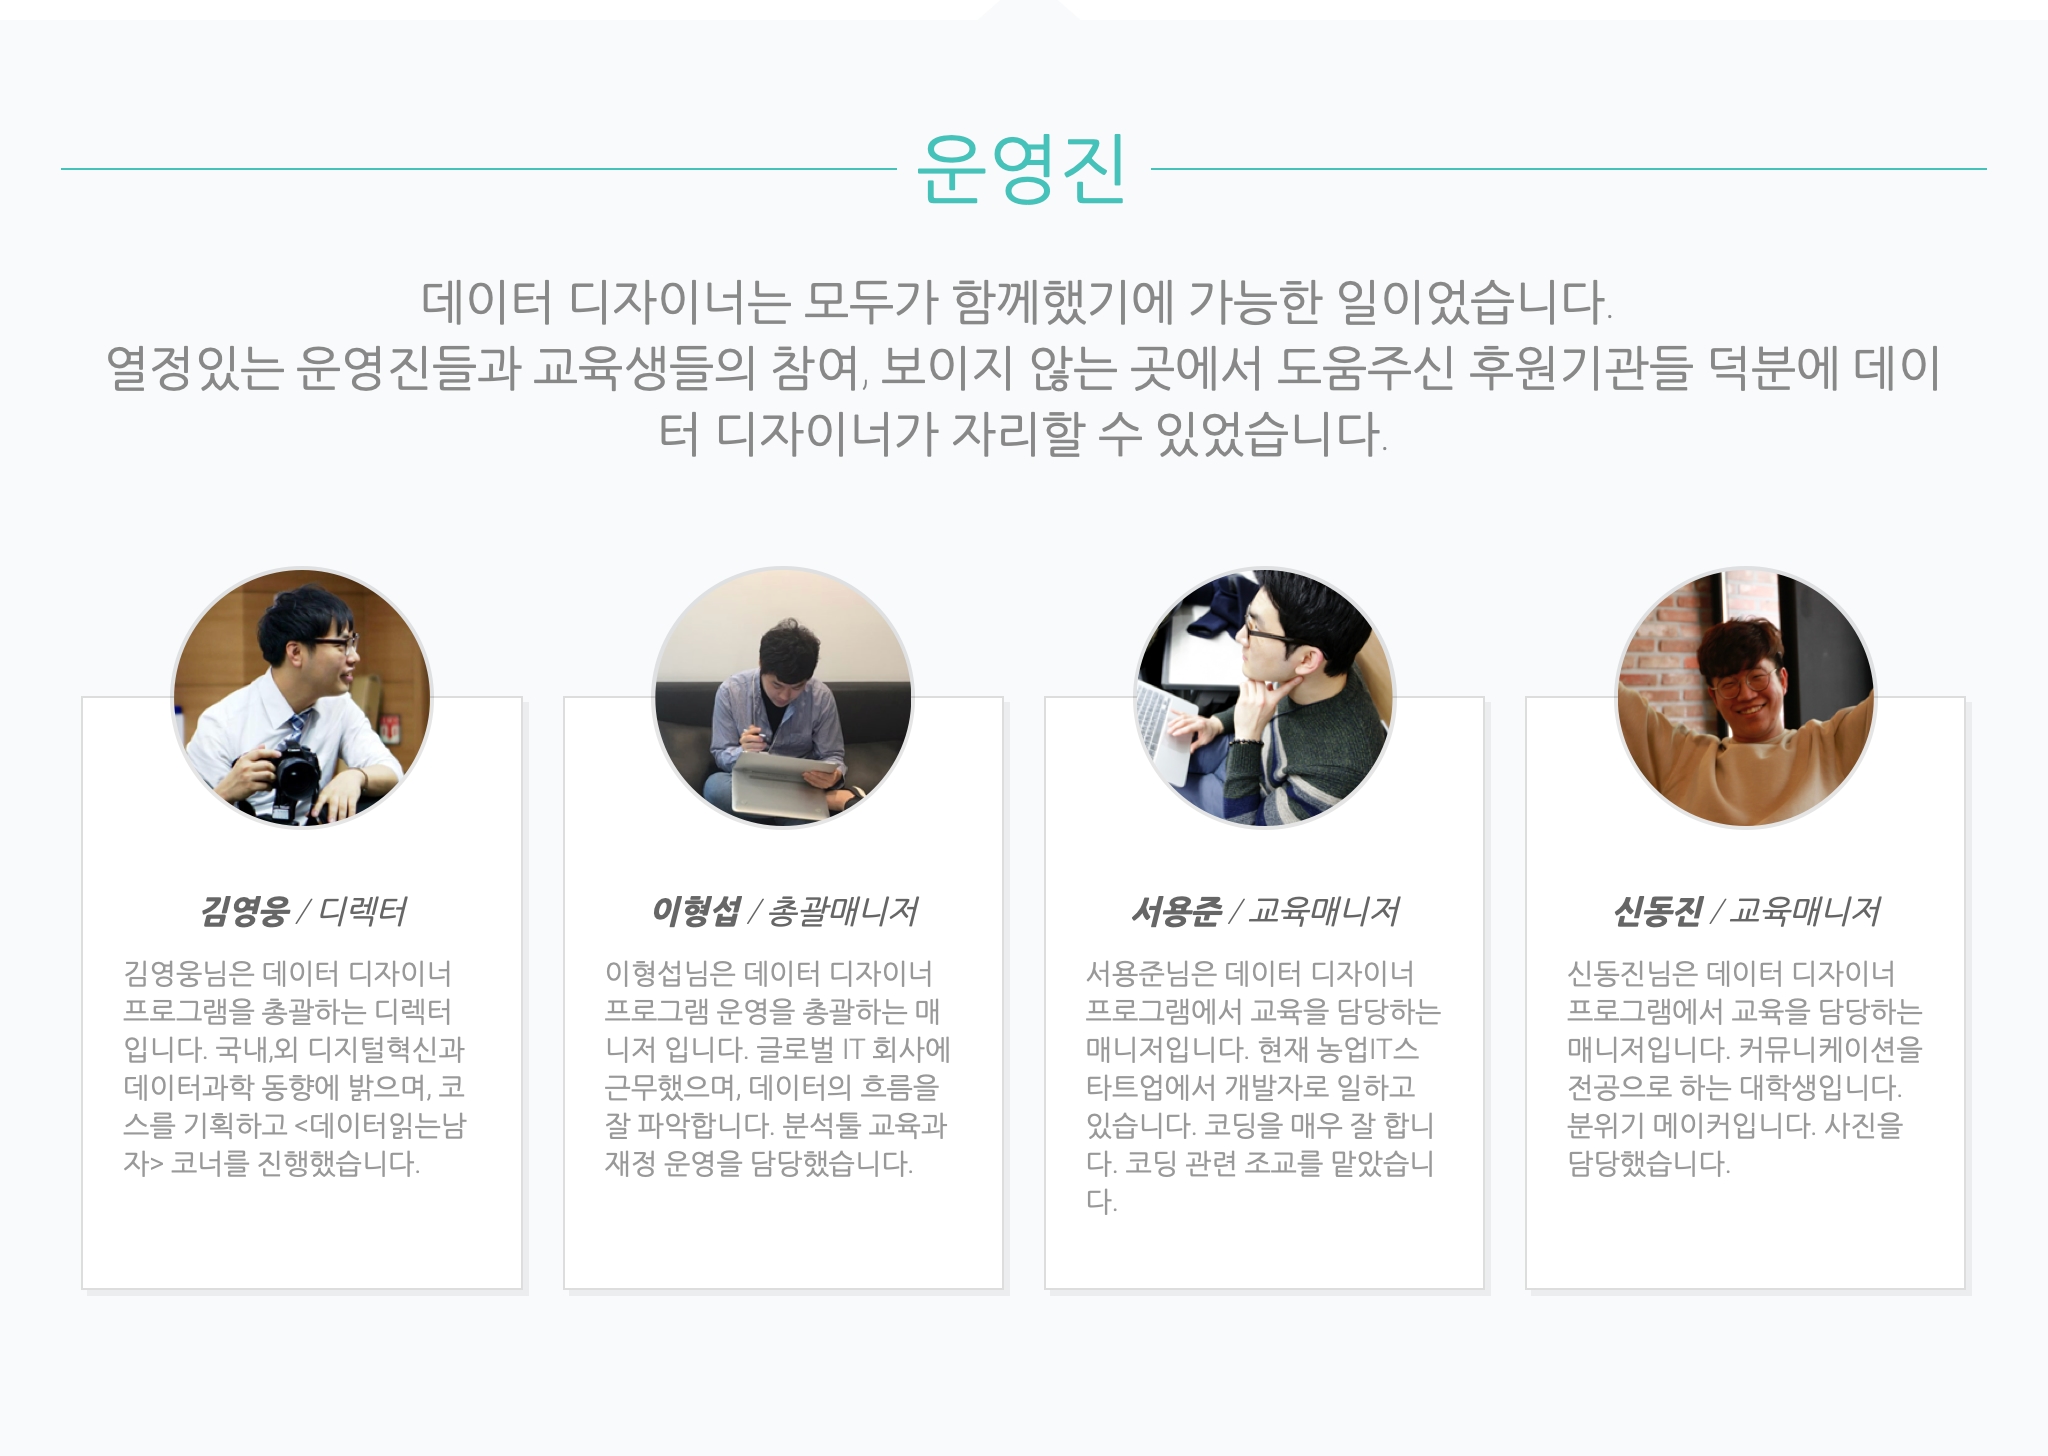 운영진
데이터 디자이너는 모두가 함께했기에 가능한 일이었습니다.
열정있는 운영진들과 교육생들의 참여, 보이지 않는 곳에서 도움주신 후원기관들 덕분에 데이
터 디자이너가 자리할 수 있었습니다.
김영웅 / 디렉터
김영웅님은 데이터 디자이너
프로그램을 총괄하는 디렉터
입니다. 국내,외 디지털혁신과
데이터과학 동향에 밝으며, 코
스를 기획하고 <데이터읽는남
자> 코너를 진행했습니다.
이형섭 / 총괄매니저
이형섭님은 데이터 디자이너
프로그램 운영을 총괄하는 매
니저 입니다. 글로벌 IT 회사에
근무했으며, 데이터의 흐름을
잘 파악합니다. 분석툴 교육과
재정 운영을 담당했습니다.
서용준 / 교육매니저
서용준님은 데이터 디자이너
프로그램에서 교육을 담당하는
매니저입니다. 현재 농업IT스
타트업에서 개발자로 일하고
있습니다. 코딩을 매우 잘 합니
다. 코딩 관련 조교를 맡았습니
다.
신동진 / 교육매니저
신동진님은 데이터 디자이너
프로그램에서 교육을 담당하는
매니저입니다. 커뮤니케이션을
전공으로 하는 대학생입니다.
분위기 메이커입니다. 사진을
담당했습니다.